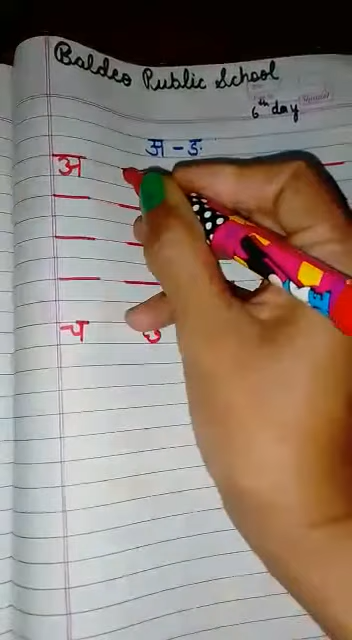 Baldeo Public School
6th day
अ - ङ
अ
च छ